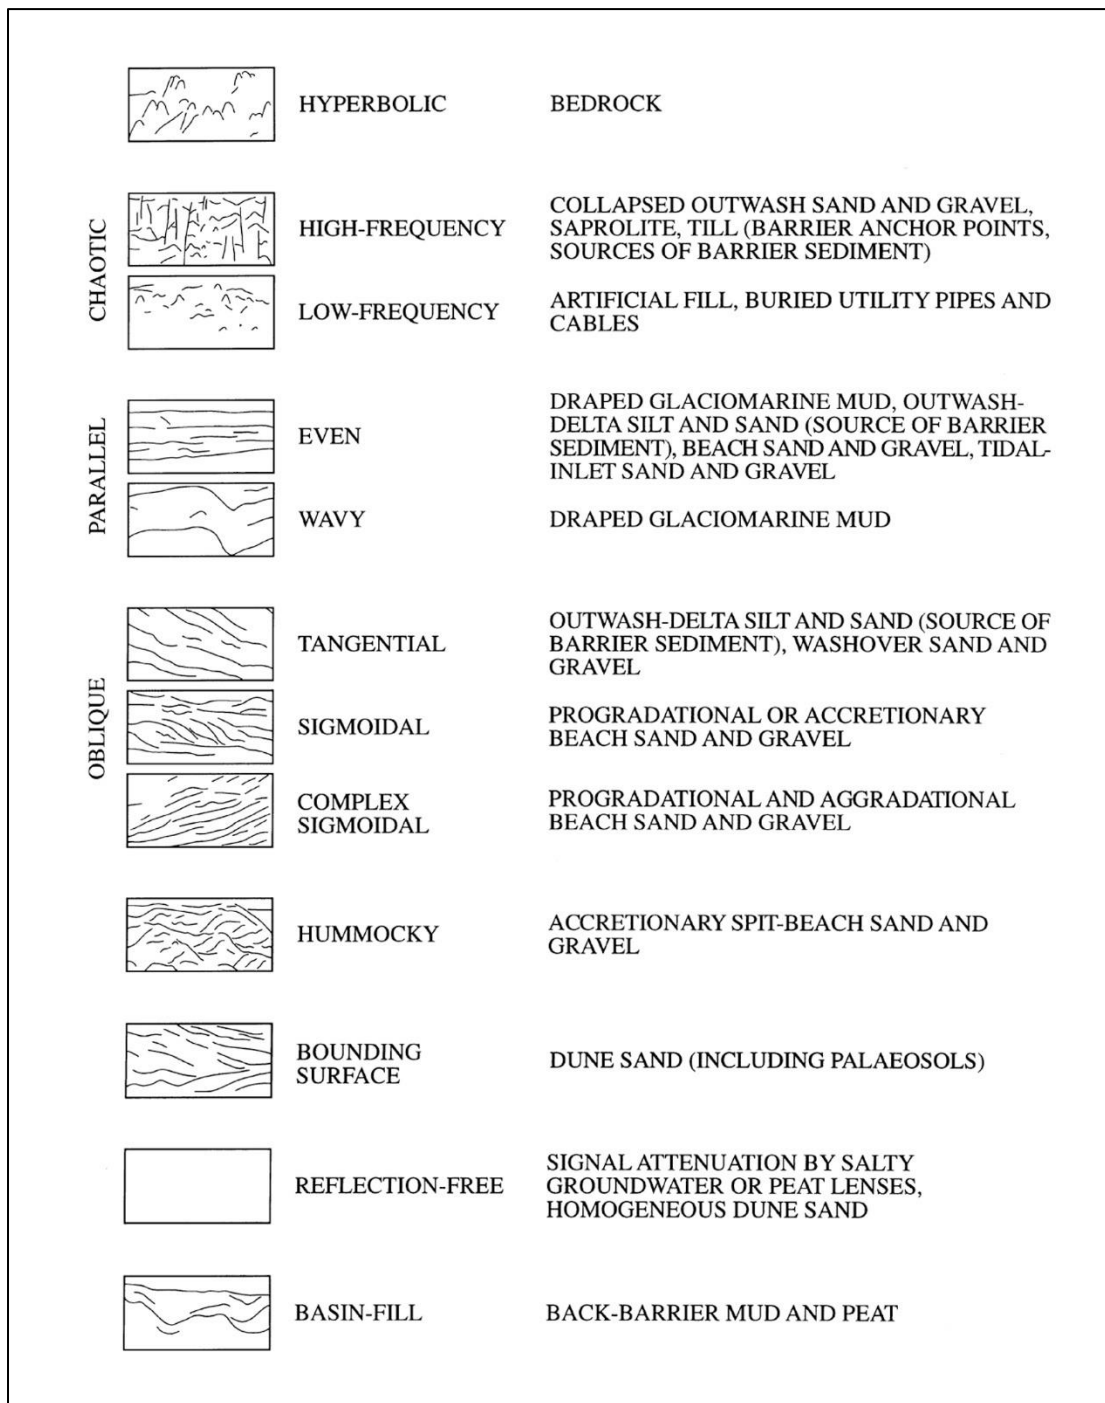 HYPERBOLIC
BEDROCK
CHAOTIC
HIGH-FREQUENCY
COLLAPSED OUTWASH SAND AND GRAVEL,
SAPROLITE, TILL (BARRIER ANCHOR POINTS,
SOURCES OF BARRIER SEDIMENT)
LOW-FREQUENCY
ARTIFICIAL FILL, BURIED UTILITY PIPES AND
CABLES
PARALLEL
EVEN
DRAPED GLACIOMARINE MUD, OUTWASH-
DELTA SILT AND SAND (SOURCE OF BARRIER
SEDIMENT), BEACH SAND AND GRAVEL, TIDAL-
INLET SAND AND GRAVEL
WAVY
DRAPED GLACIOMARINE MUD
OBLIQUE
TANGENTIAL
OUTWASH-DELTA SILT AND SAND (SOURCE OF
BARRIER SEDIMENT), WASHOVER SAND AND
GRAVEL
SIGMOIDAL
PROGRADATIONAL OR ACCRETIONARY
BEACH SAND AND GRAVEL
COMPLEX
SIGMOIDAL
PROGRADATIONAL AND AGGRADATIONAL
BEACH SAND AND GRAVEL
HUMMOCKY
ACCRETIONARY SPIT-BEACH SAND AND
GRAVEL
BOUNDING
SURFACE
DUNE SAND (INCLUDING PALAEOSOLS)
REFLECTION-FREE
SIGNAL ATTENUATION BY SALTY
GROUNDWATER OR PEAT LENSES,
HOMOGENEOUS DUNE SAND
BASIN-FILL
BACK-BARRIER MUD AND PEAT